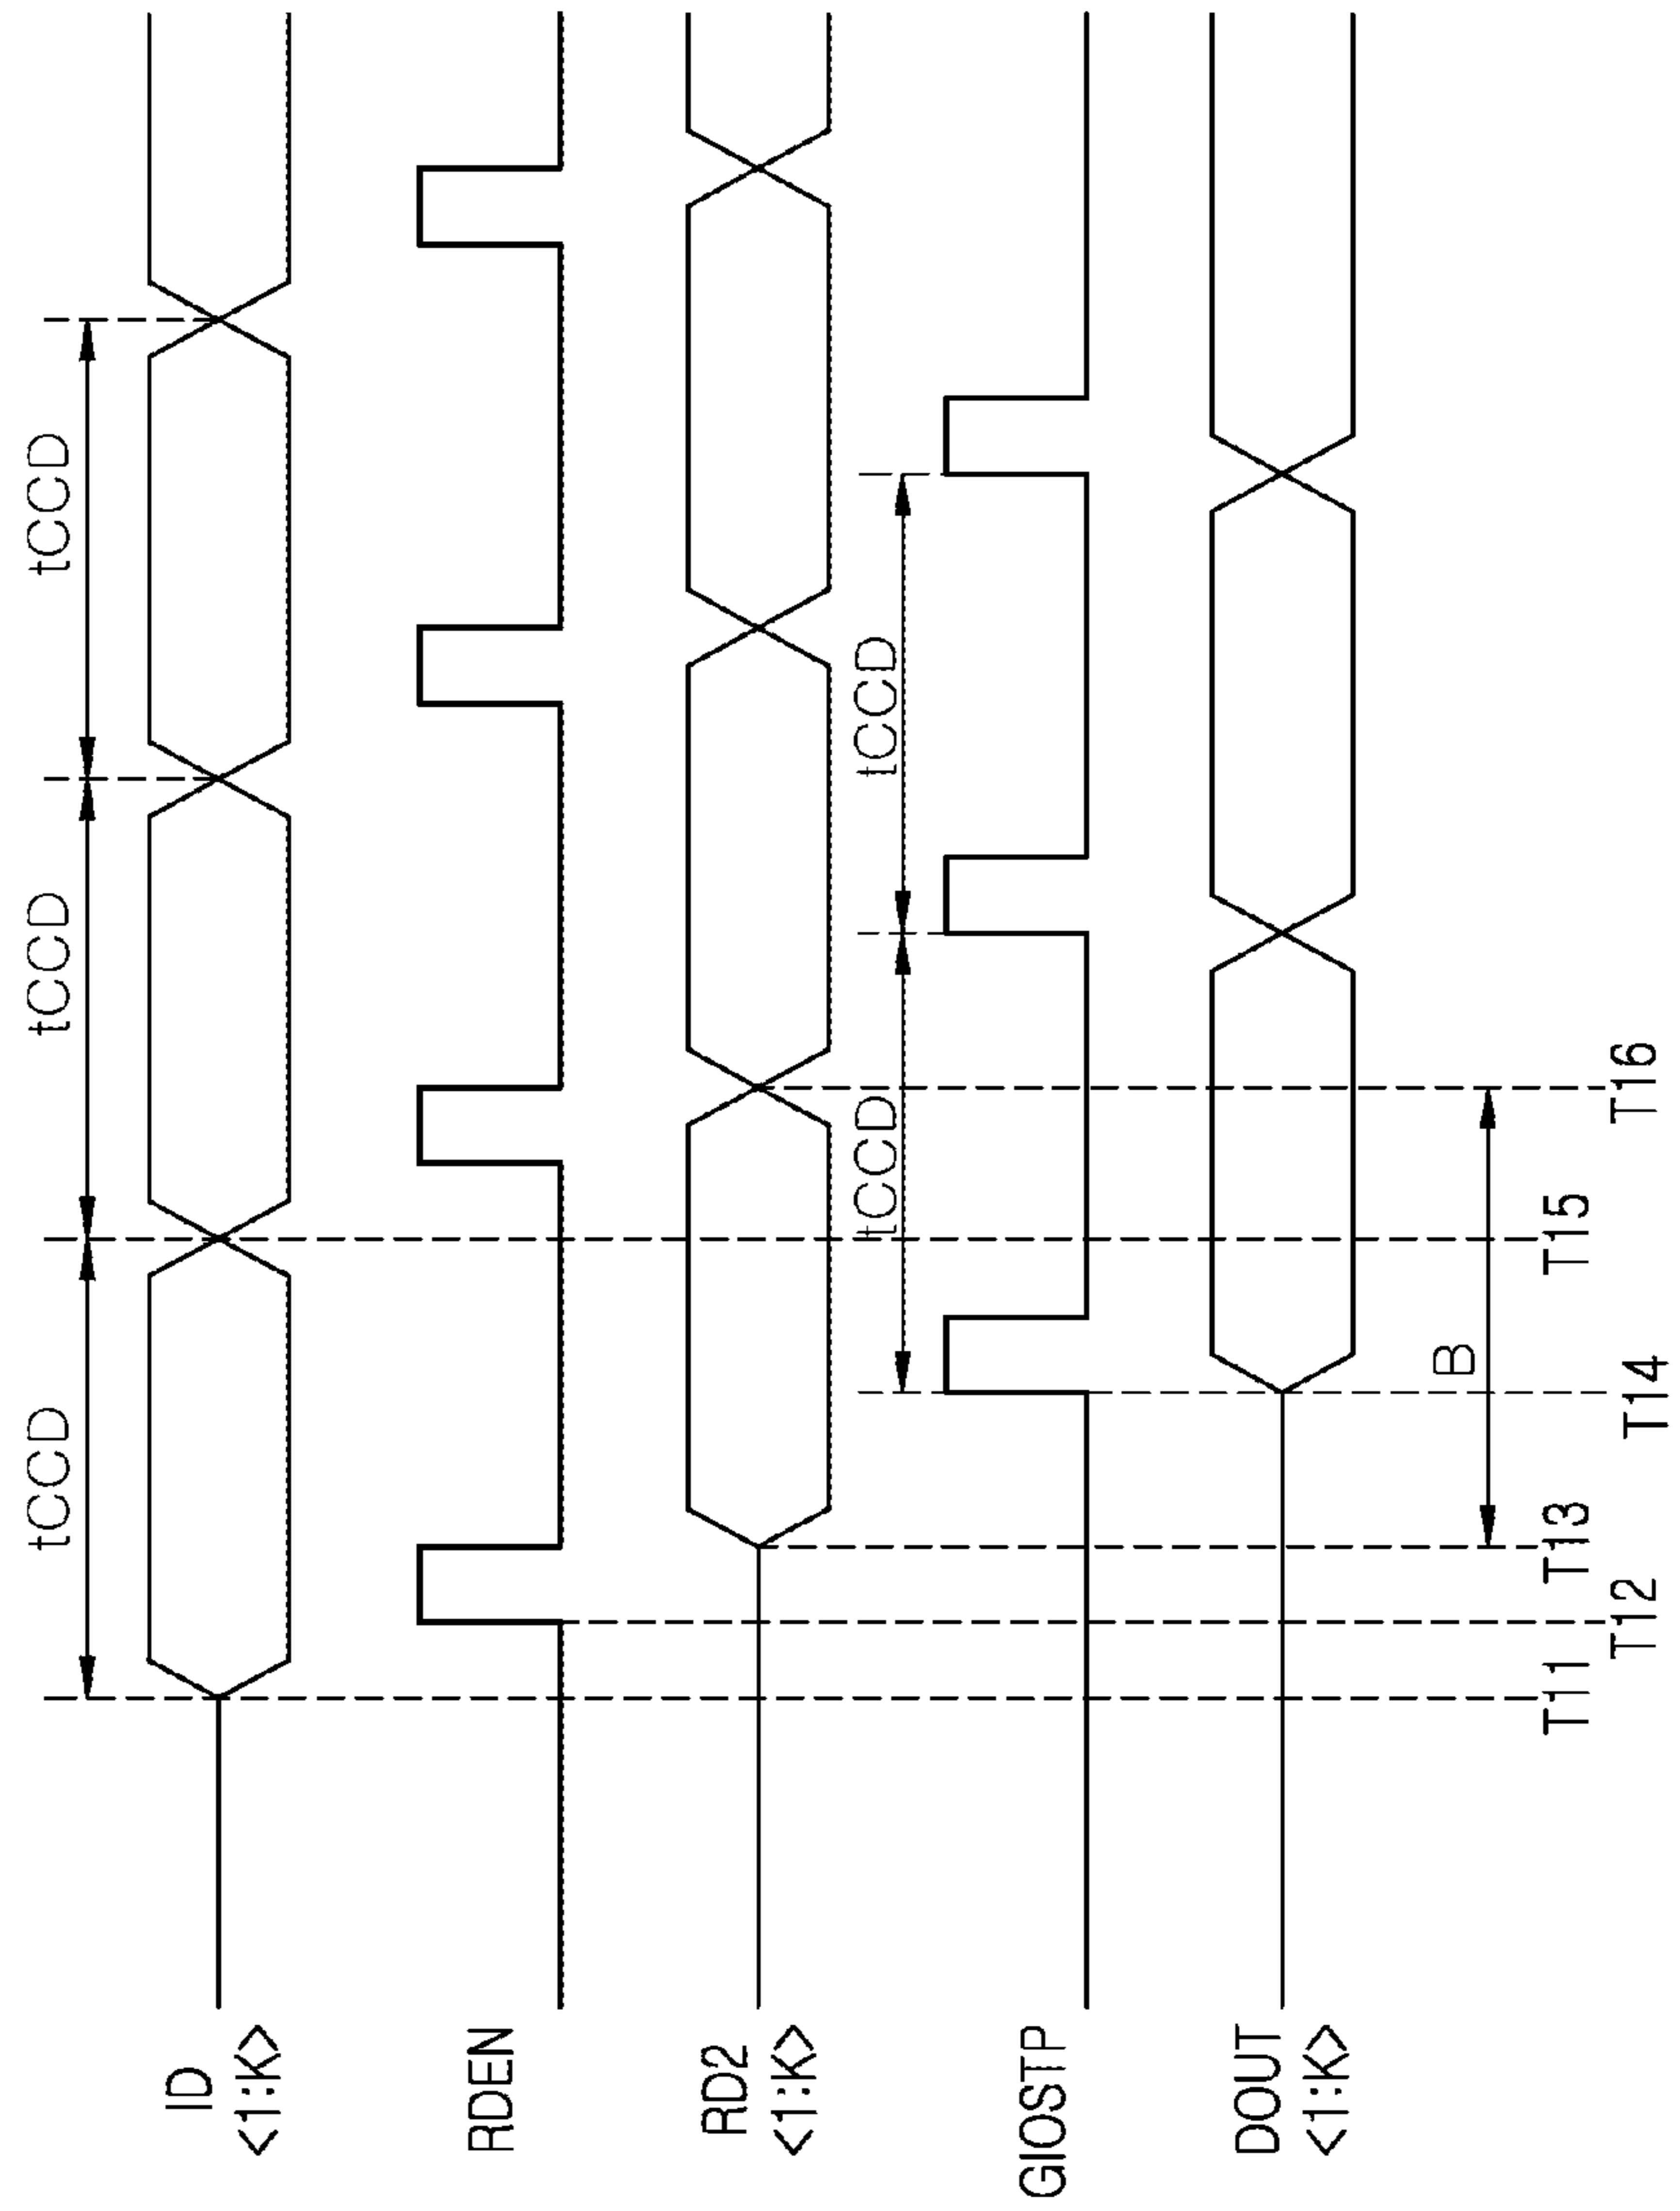 tCCD tCCD tCCD
ID
<1:K>
RDEN
RD2
<1:K>
tCCD tCCD
GIOSTP
DOUT
<1:K>
B
T11 T13 T15
T12 T14 T16